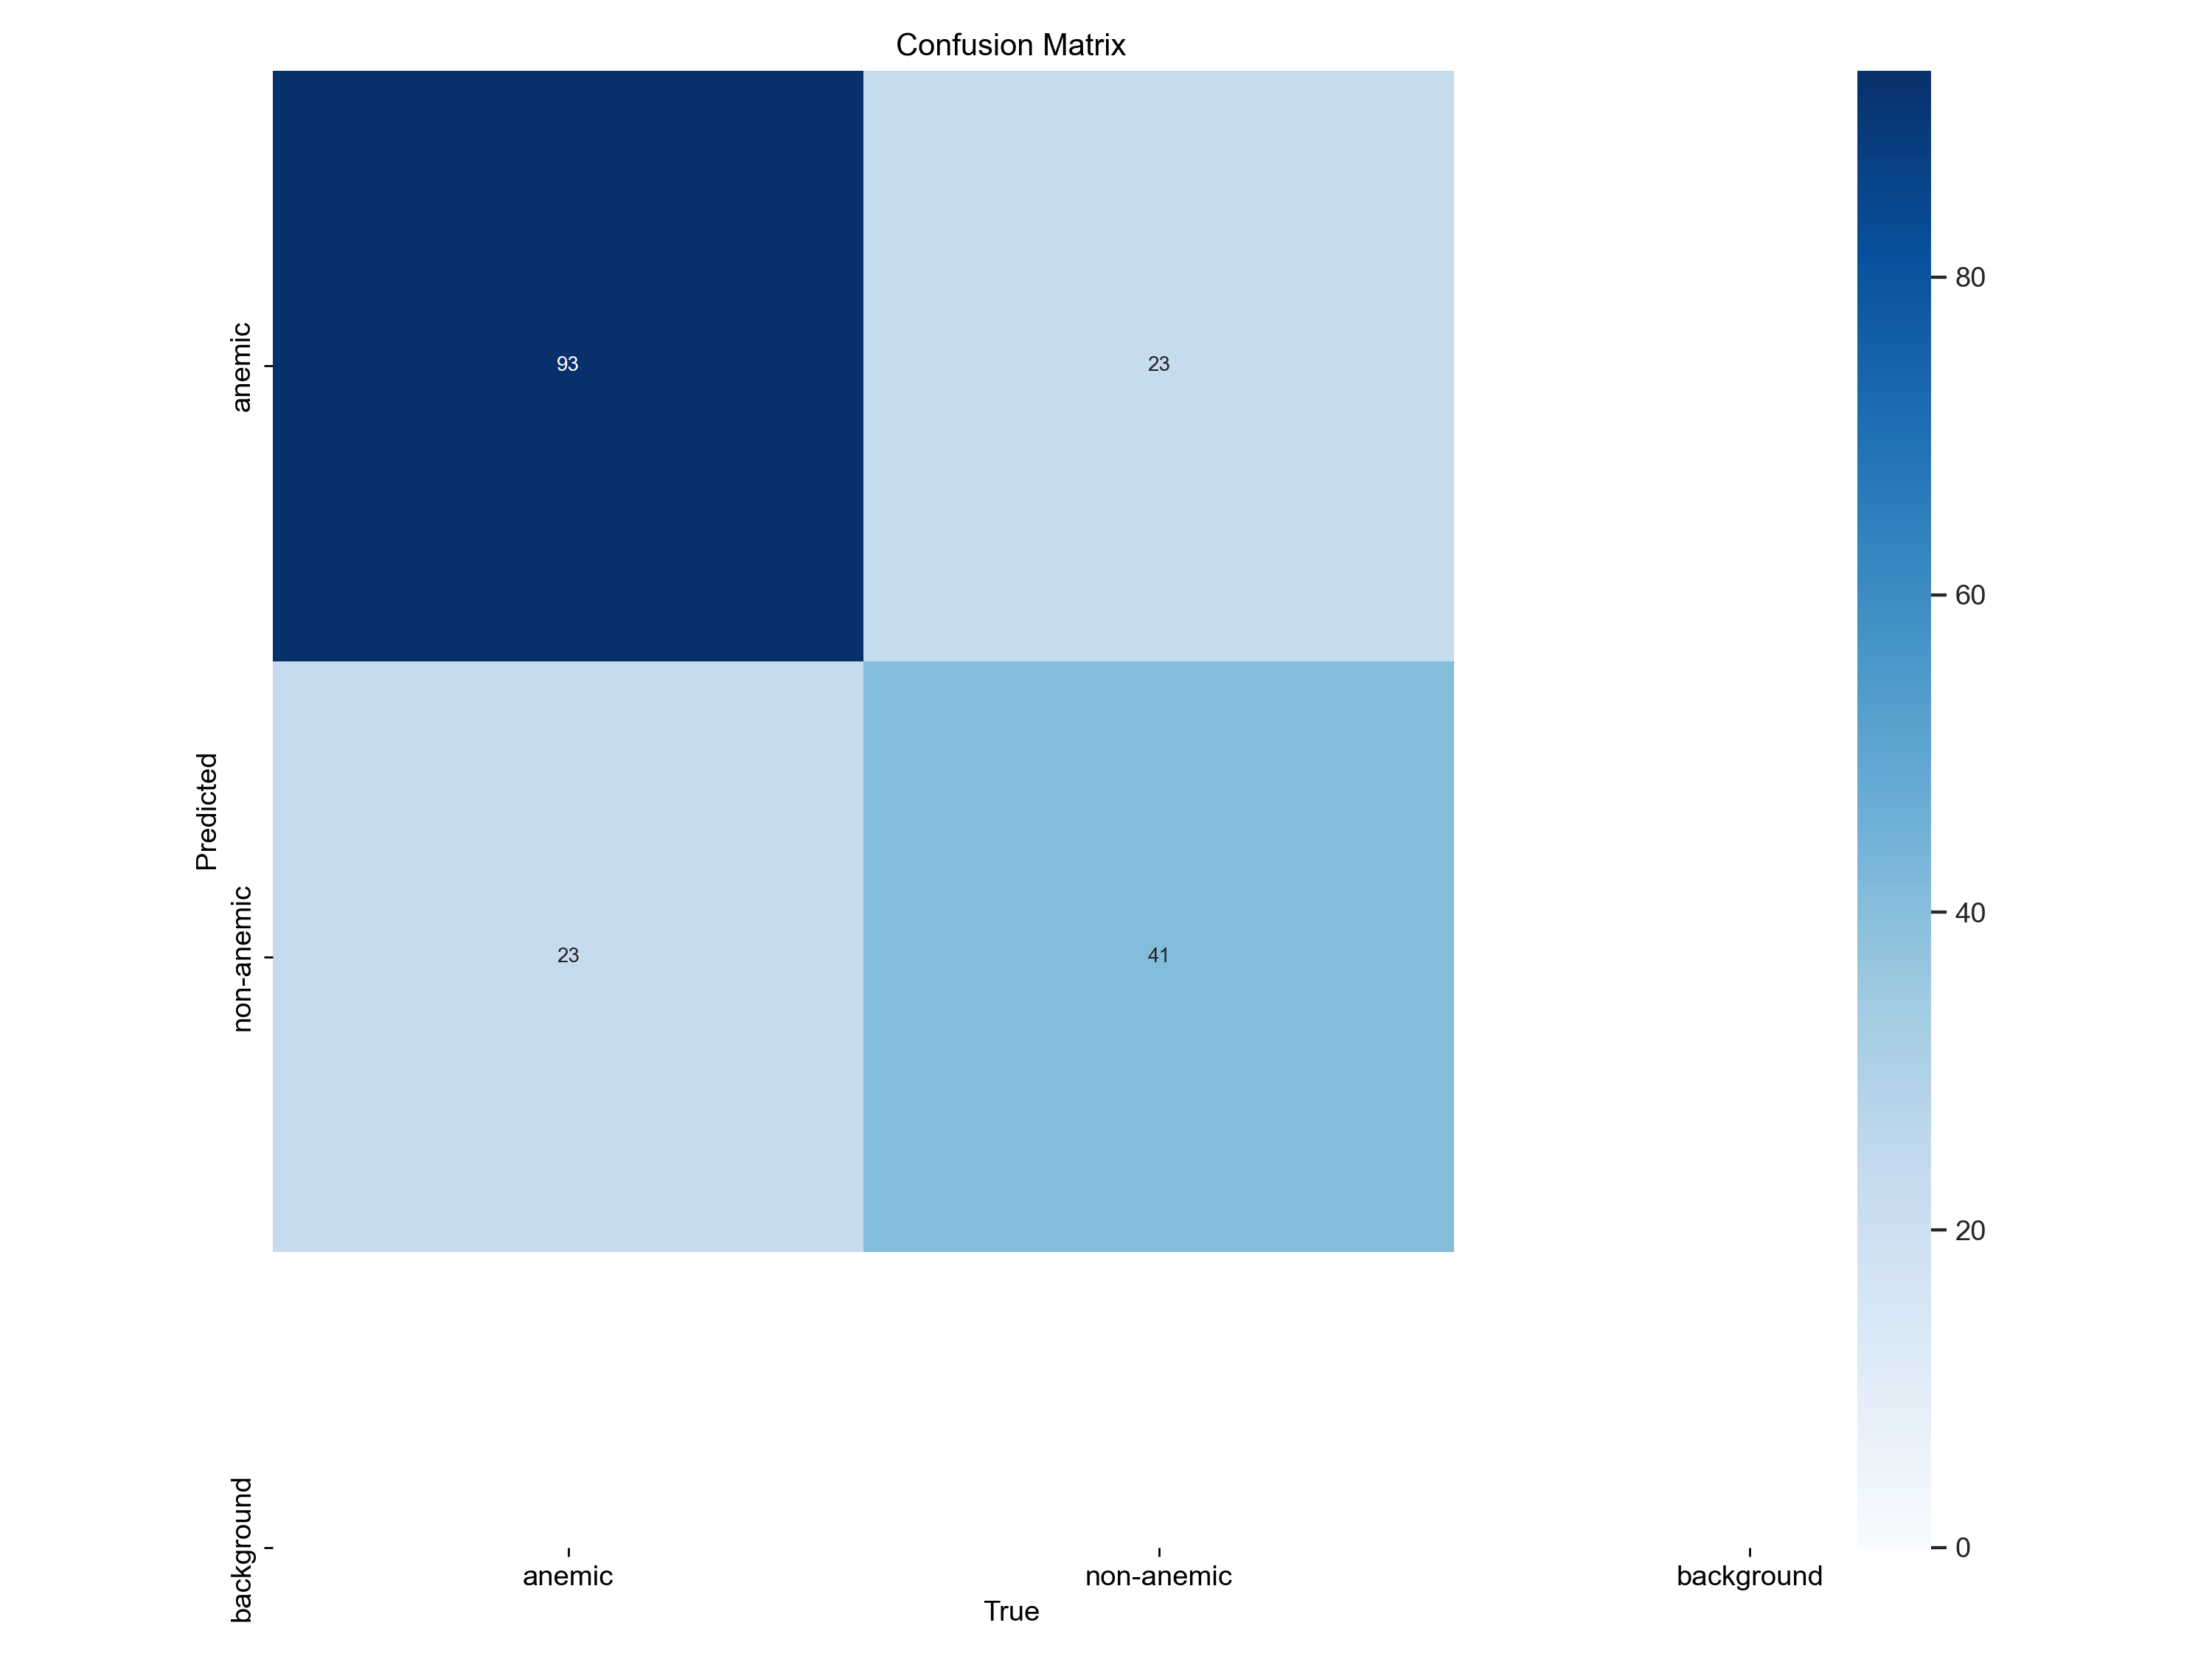 Confusion Matrix
anemic
93
23
80
60
Predicted
non-anemic
23
41
40
20
background
0
anemic
non-anemic
background
True